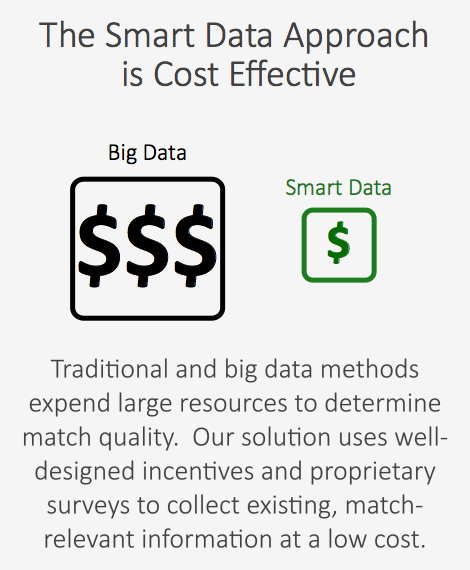 The Smart Data Approach
is Cost Effective
Big Data
Smart Data
$$$
$
Traditional and big data methods
expend large resources to determine
match quality.  Our solution uses well-
designed incentives and proprietary
surveys to collect existing, match-
relevant information at a low cost.